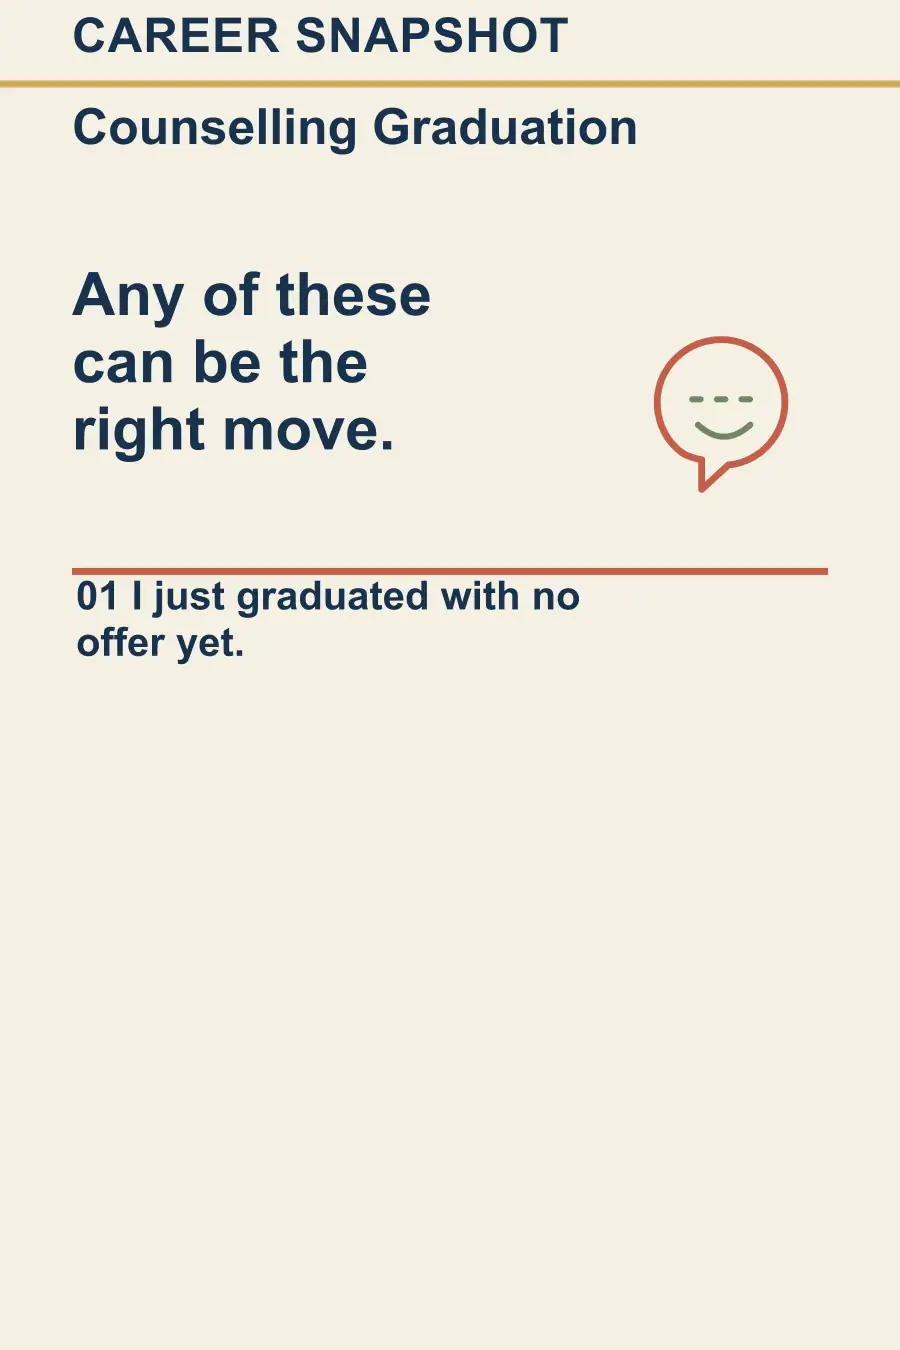 CAREER SNAPSHOT
Counselling Graduation
Any of these
can be the
right move.
01 I just graduated with no
offer yet.